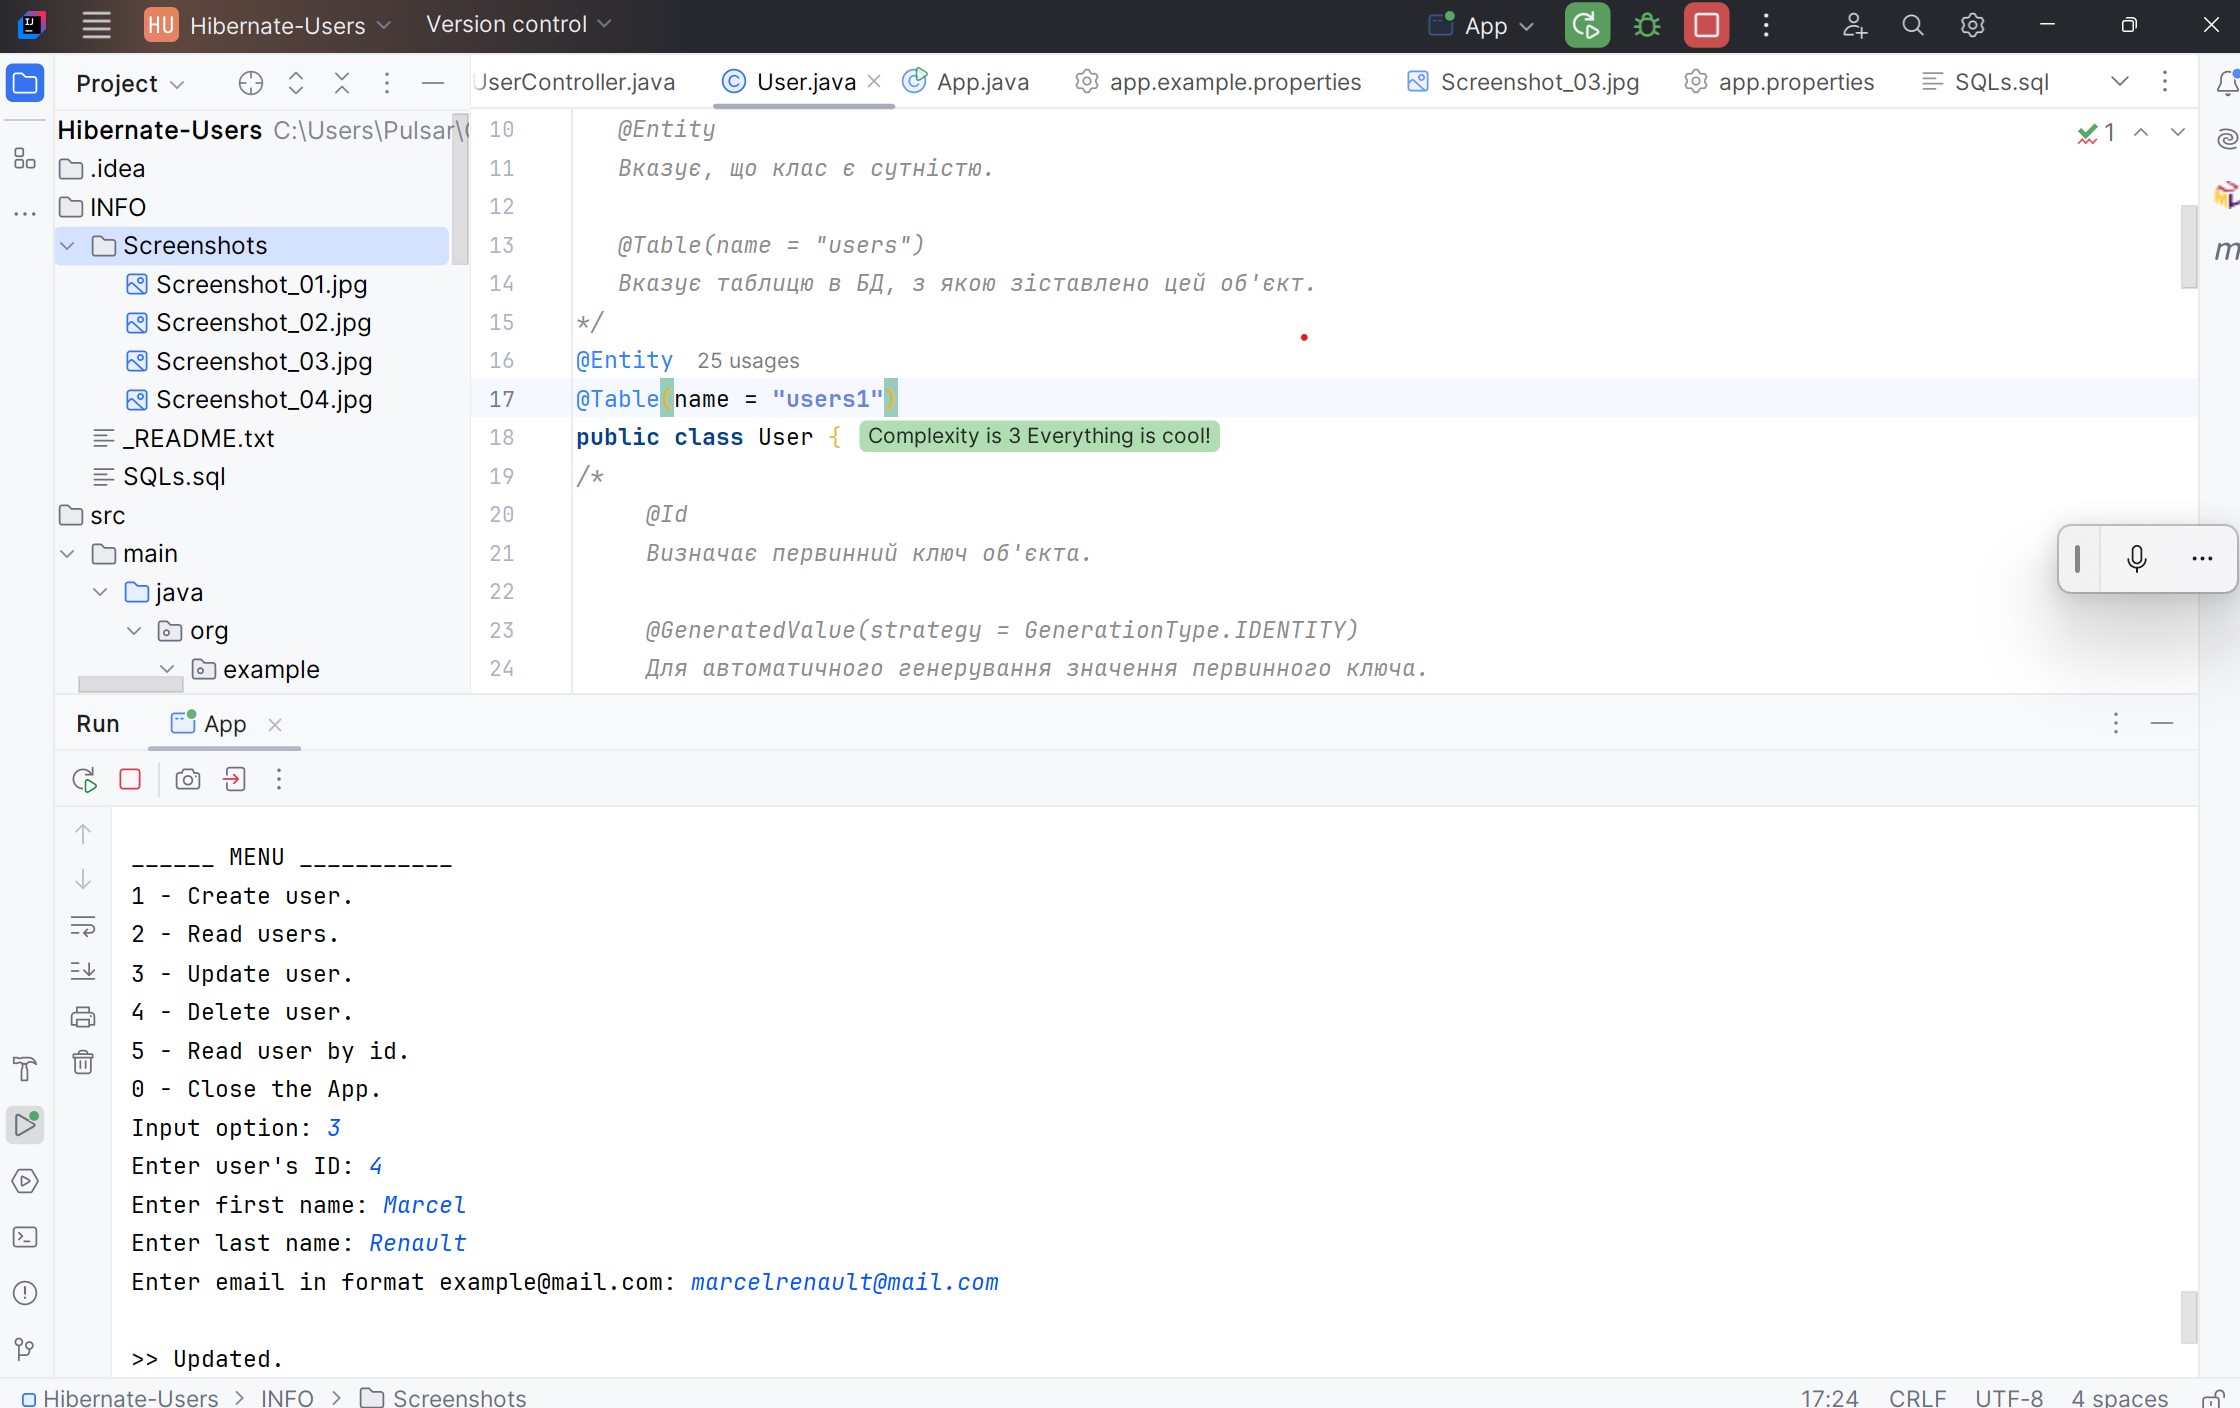 HU Hibernate-Users Version control App
Project
UserController.java User.java App.java app.example.properties Screenshot_03.jpg app.properties SQLs.sql
Hibernate-Users C:\Users\Pulsar\
.idea
INFO
Screenshots
Screenshot_01.jpg
Screenshot_02.jpg
Screenshot_03.jpg
Screenshot_04.jpg
_README.txt
SQLs.sql
src
main
java
org
example
10 @Entity
11 Вказує, що клас є сутністю.
12
13 @Table(name = "users")
14 Вказує таблицю в БД, з якою зіставлено цей об'єкт.
15 */
16 @Entity 25 usages
17 @Table(name = "users1")
18 public class User { Complexity is 3 Everything is cool!
19 /*
20 @Id
21 Визначає первинний ключ об'єкта.
22
23 @GeneratedValue(strategy = GenerationType.IDENTITY)
24 Для автоматичного генерування значення первинного ключа.
1
m
Run App
______ MENU ___________
1 - Create user.
2 - Read users.
3 - Update user.
4 - Delete user.
5 - Read user by id.
0 - Close the App.
Input option: 3
Enter user's ID: 4
Enter first name: Marcel
Enter last name: Renault
Enter email in format example@mail.com: marcelrenault@mail.com
>> Updated.
Hibernate-Users > INFO > Screenshots
17:24 CRLF UTF-8 4 spaces